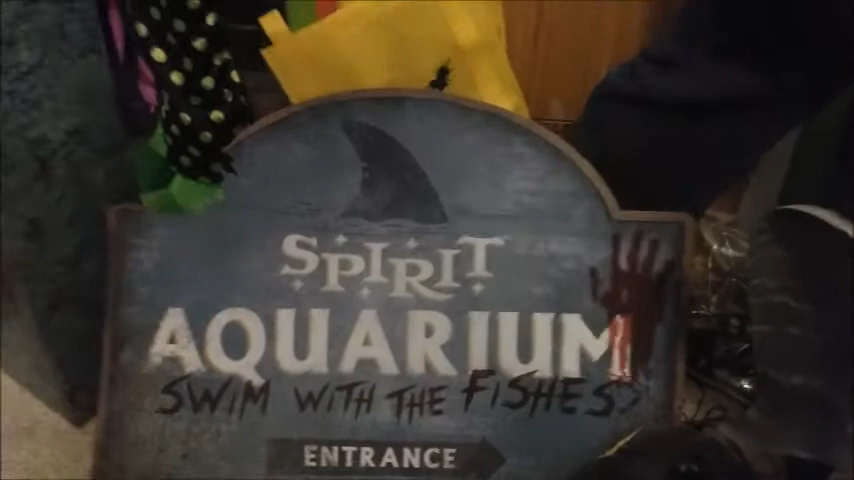 SPIRIT
AQUARIUM
SWIM WITH THE FISHES?
ENTRANCE